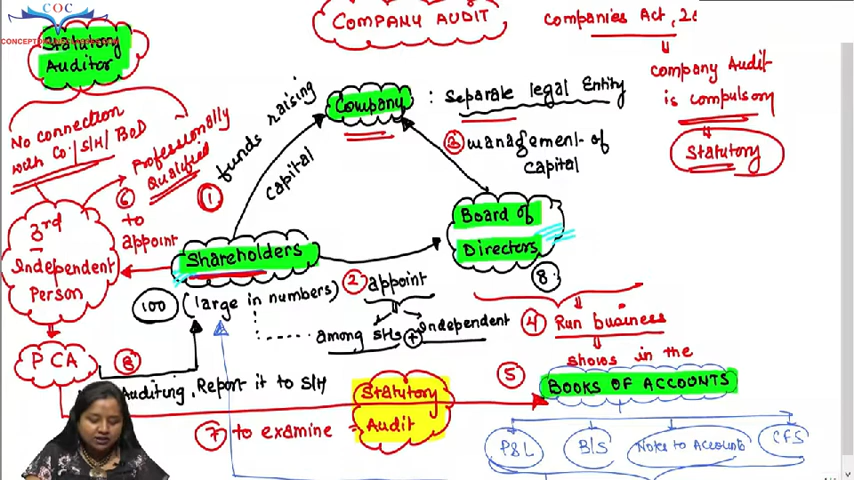 COC
COMPANY AUDIT
companies Act, 20
Statutory
Auditor
company Audit
is compulsory
Statutory
Company : Separate legal Entity
No connection
with Co/SH/BoD
Professionally
Qualified
① funds raising
capital
③ management of
capital
Board of
Directors
8
3rd
Independent
Person
⑥
to
appoint
Shareholders
100 (large in numbers)
② appoint
among SHs + independent
④ Run business
shows in the
⑤ BOOKS OF ACCOUNTS
PCA
⑧
Auditing, Report it to S/H
Statutory
Audit
⑦ to examine =
P&L
B/S
Notes to Accounts
CFS